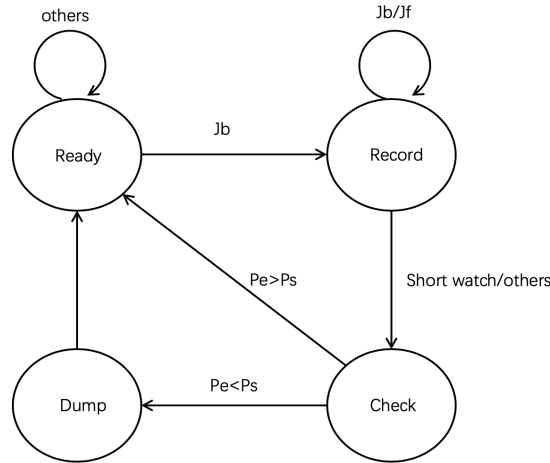 others
Jb/Jf
Jb
Ready
Record
Pe>Ps
Short watch/others
Pe<Ps
Dump
Check